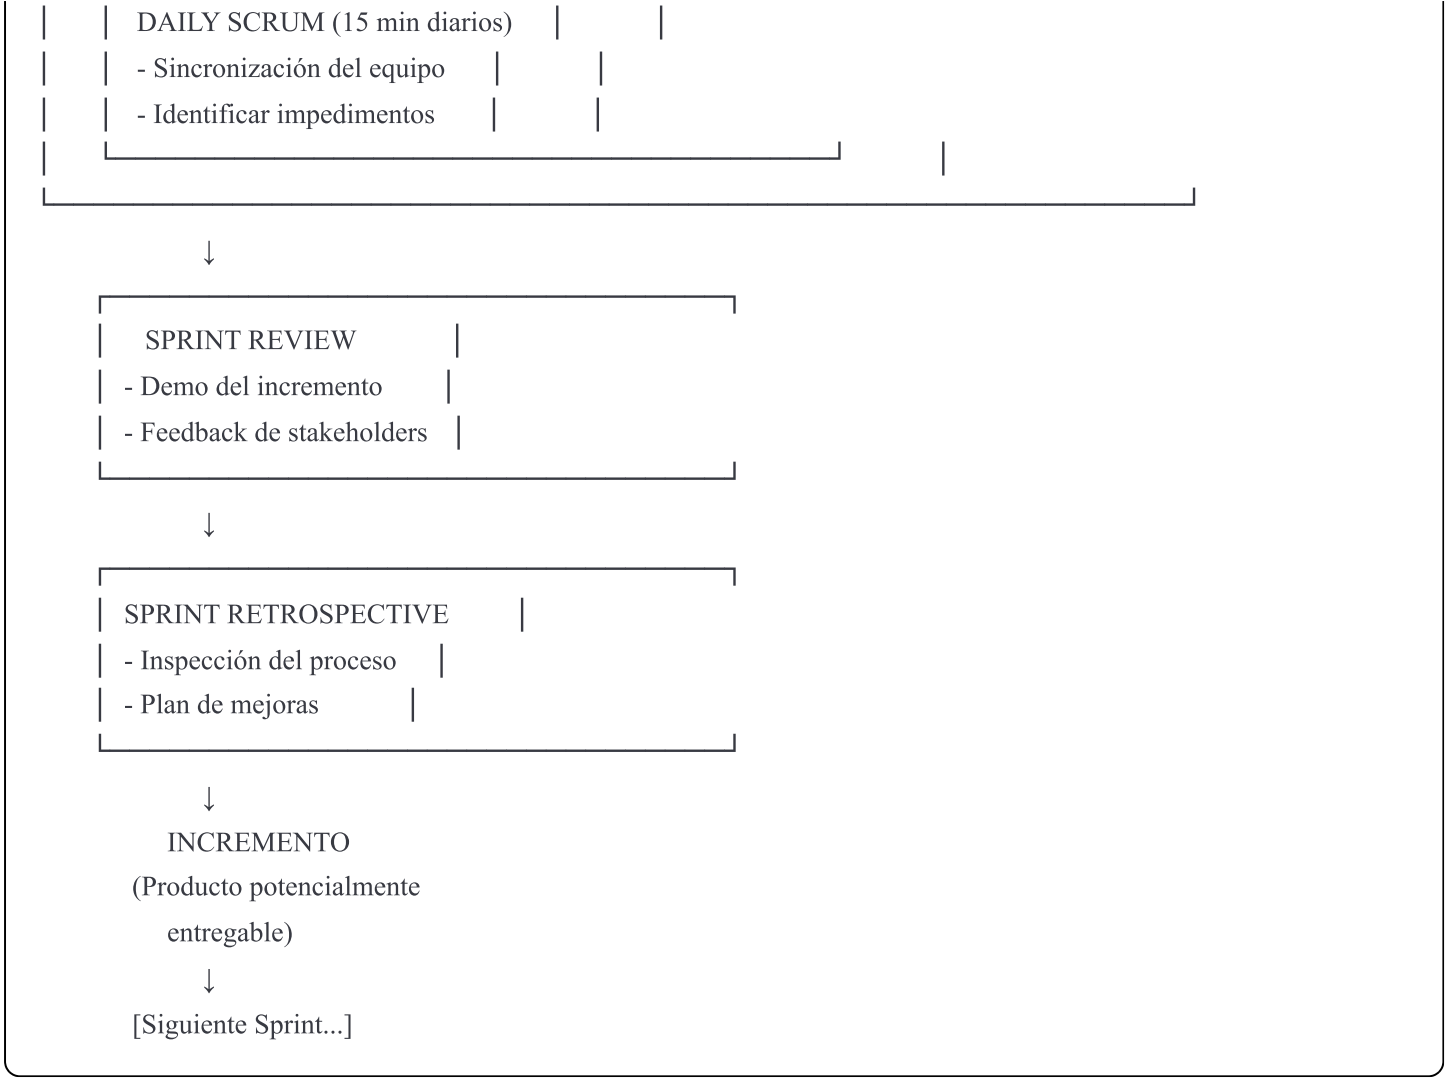 DAILY SCRUM (15 min diarios)
- Sincronización del equipo
- Identificar impedimentos
↓
SPRINT REVIEW
- Demo del incremento
- Feedback de stakeholders
↓
SPRINT RETROSPECTIVE
- Inspección del proceso
- Plan de mejoras
↓
INCREMENTO
(Producto potencialmente
entregable)
↓
[Siguiente Sprint...]